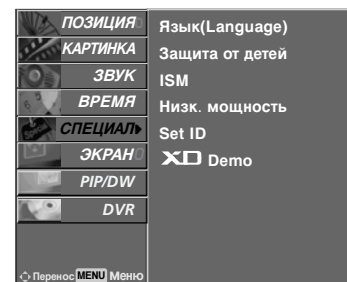 ПОЗИЦИЯ
КАРТИНКА
ЗВУК
ВРЕМЯ
СПЕЦИАЛ
ЭКРАН
PIP/DW
DVR
Перенос MENU Меню
Язык(Language)
Защита от детей
ISM
Низк. мощность
Set ID
XD Demo